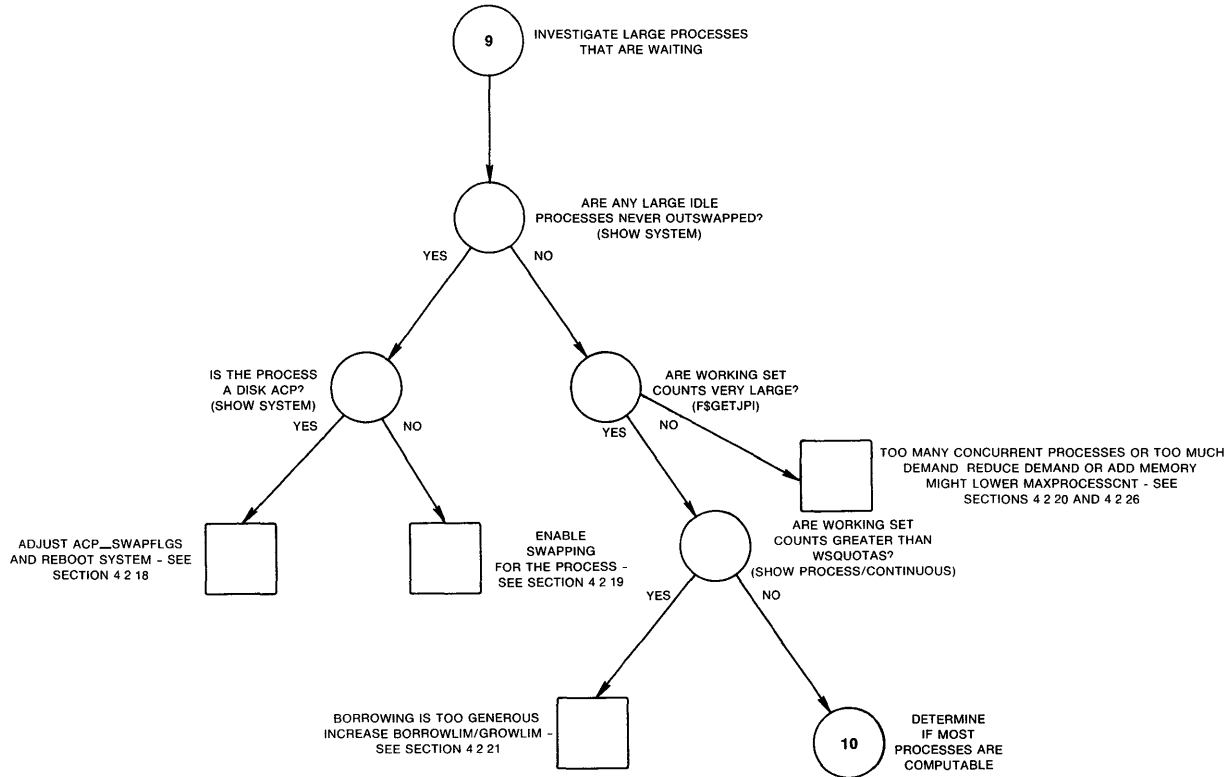 9
INVESTIGATE LARGE PROCESSES
THAT ARE WAITING
ARE ANY LARGE IDLE
PROCESSES NEVER OUTSWAPPED?
(SHOW SYSTEM)
YES
NO
IS THE PROCESS
A DISK ACP?
(SHOW SYSTEM)
YES
NO
ARE WORKING SET
COUNTS VERY LARGE?
(F$GETJPI)
YES
NO
ADJUST ACP_SWAPFLGS
AND REBOOT SYSTEM - SEE
SECTION 4 2 18
ENABLE
SWAPPING
FOR THE PROCESS -
SEE SECTION 4 2 19
TOO MANY CONCURRENT PROCESSES OR TOO MUCH
DEMAND REDUCE DEMAND OR ADD MEMORY
MIGHT LOWER MAXPROCESSCNT - SEE
SECTIONS 4 2 20 AND 4 2 26
ARE WORKING SET
COUNTS GREATER THAN
WSQUOTAS?
(SHOW PROCESS/CONTINUOUS)
YES
NO
BORROWING IS TOO GENEROUS
INCREASE BORROWLIM/GROWLIM -
SEE SECTION 4 2 21
10
DETERMINE
IF MOST
PROCESSES ARE
COMPUTABLE